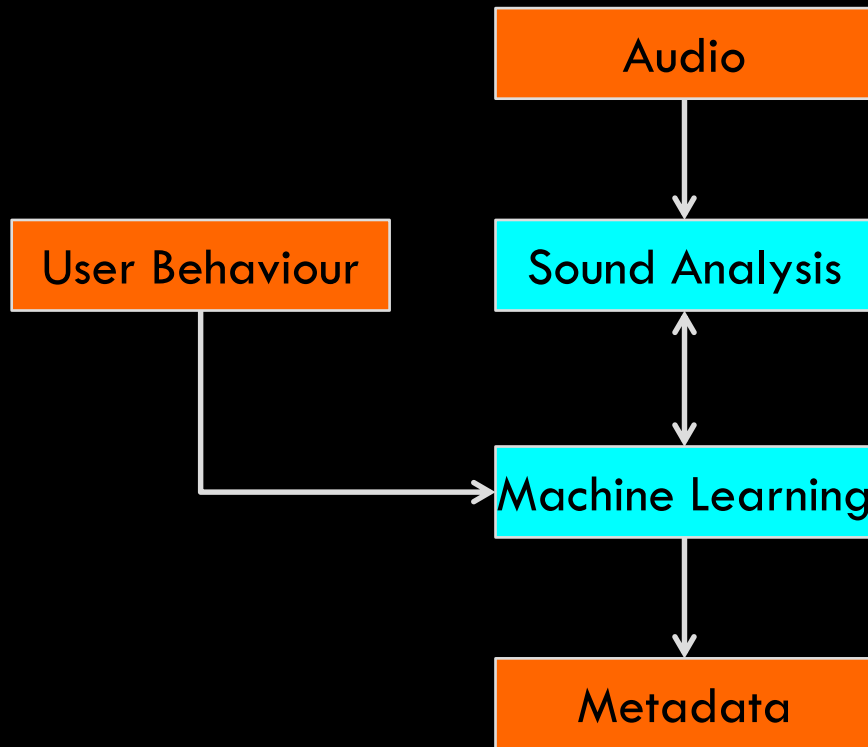 Audio
User Behaviour
Sound Analysis
Machine Learning
Metadata